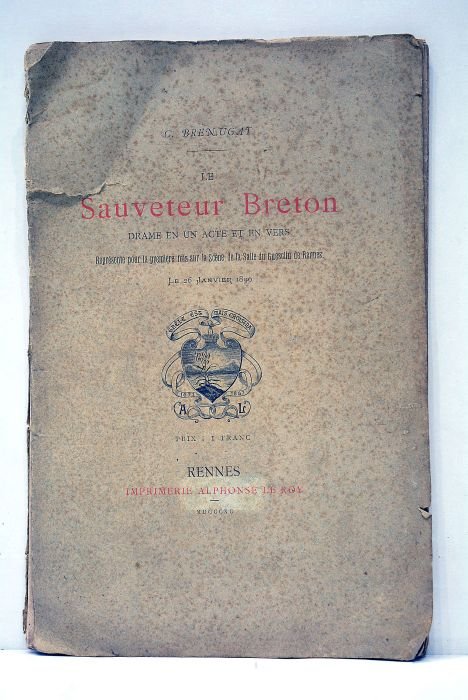 C. BRENUGAT
LE
Sauveteur Breton
DRAME EN UN ACTE ET EN VERS
Représenté pour la première fois sur la Scène de la Salle du Guesclin de Rennes,
LE 26 JANVIER 1890
A L
PRIX : 1 FRANC
RENNES
IMPRIMERIE ALPHONSE LE ROY
MDCCCXC